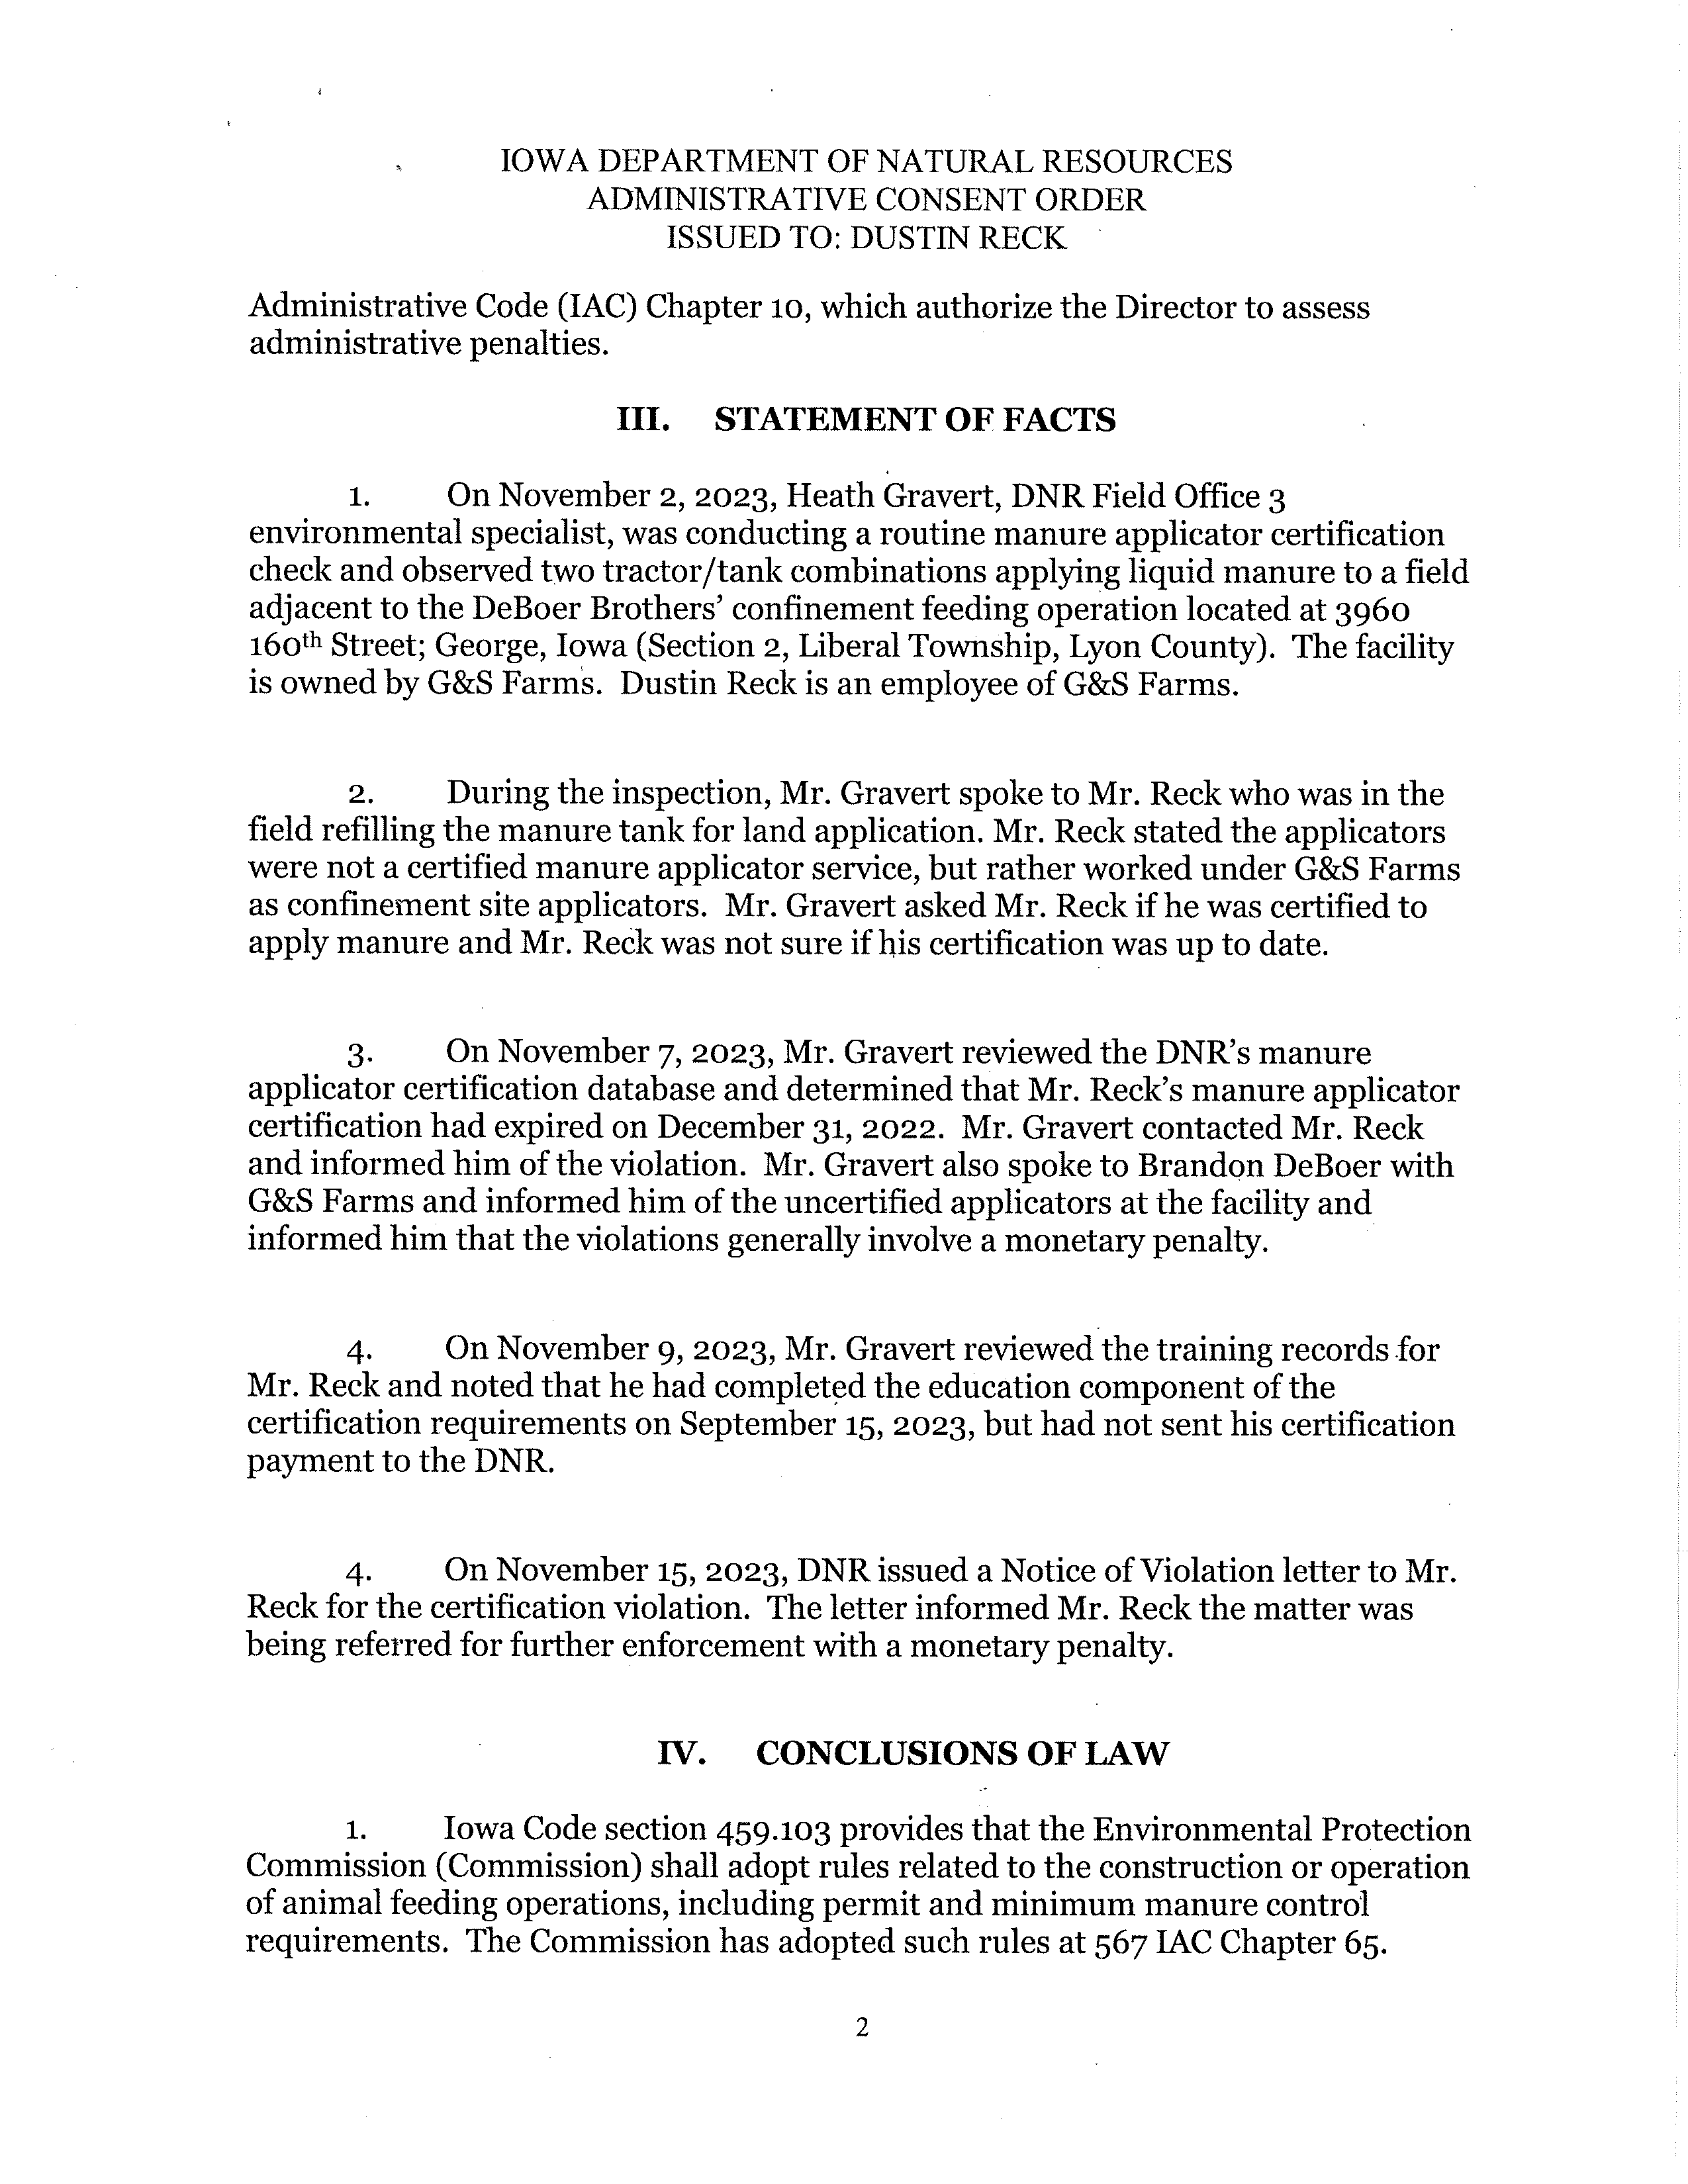 IOWA DEPARTMENT OF NATURAL RESOURCES
ADMINISTRATIVE CONSENT ORDER
ISSUED TO: DUSTIN RECK
Administrative Code (IAC) Chapter 10, which authorize the Director to assess
administrative penalties.
III. STATEMENT OF FACTS
1. On November 2, 2023, Heath Gravert, DNR Field Office 3
environmental specialist, was conducting a routine manure applicator certification
check and observed two tractor/tank combinations applying liquid manure to a field
adjacent to the DeBoer Brothers’ confinement feeding operation located at 3960
160th Street; George, Iowa (Section 2, Liberal Township, Lyon County). The facility
is owned by G&S Farms. Dustin Reck is an employee of G&S Farms.
2. During the inspection, Mr. Gravert spoke to Mr. Reck who was in the
field refilling the manure tank for land application. Mr. Reck stated the applicators
were not a certified manure applicator service, but rather worked under G&S Farms
as confinement site applicators. Mr. Gravert asked Mr. Reck if he was certified to
apply manure and Mr. Reck was not sure if his certification was up to date.
3. On November 7, 2023, Mr. Gravert reviewed the DNR’s manure
applicator certification database and determined that Mr. Reck’s manure applicator
certification had expired on December 31, 2022. Mr. Gravert contacted Mr. Reck
and informed him of the violation. Mr. Gravert also spoke to Brandon DeBoer with
G&S Farms and informed him of the uncertified applicators at the facility and
informed him that the violations generally involve a monetary penalty.
4. On November 9, 2023, Mr. Gravert reviewed the training records for
Mr. Reck and noted that he had completed the education component of the
certification requirements on September 15, 2023, but had not sent his certification
payment to the DNR.
4. On November 15, 2023, DNR issued a Notice of Violation letter to Mr.
Reck for the certification violation. The letter informed Mr. Reck the matter was
being referred for further enforcement with a monetary penalty.
IV. CONCLUSIONS OF LAW
1. Iowa Code section 459.103 provides that the Environmental Protection
Commission (Commission) shall adopt rules related to the construction or operation
of animal feeding operations, including permit and minimum manure control
requirements. The Commission has adopted such rules at 567 IAC Chapter 65.
2